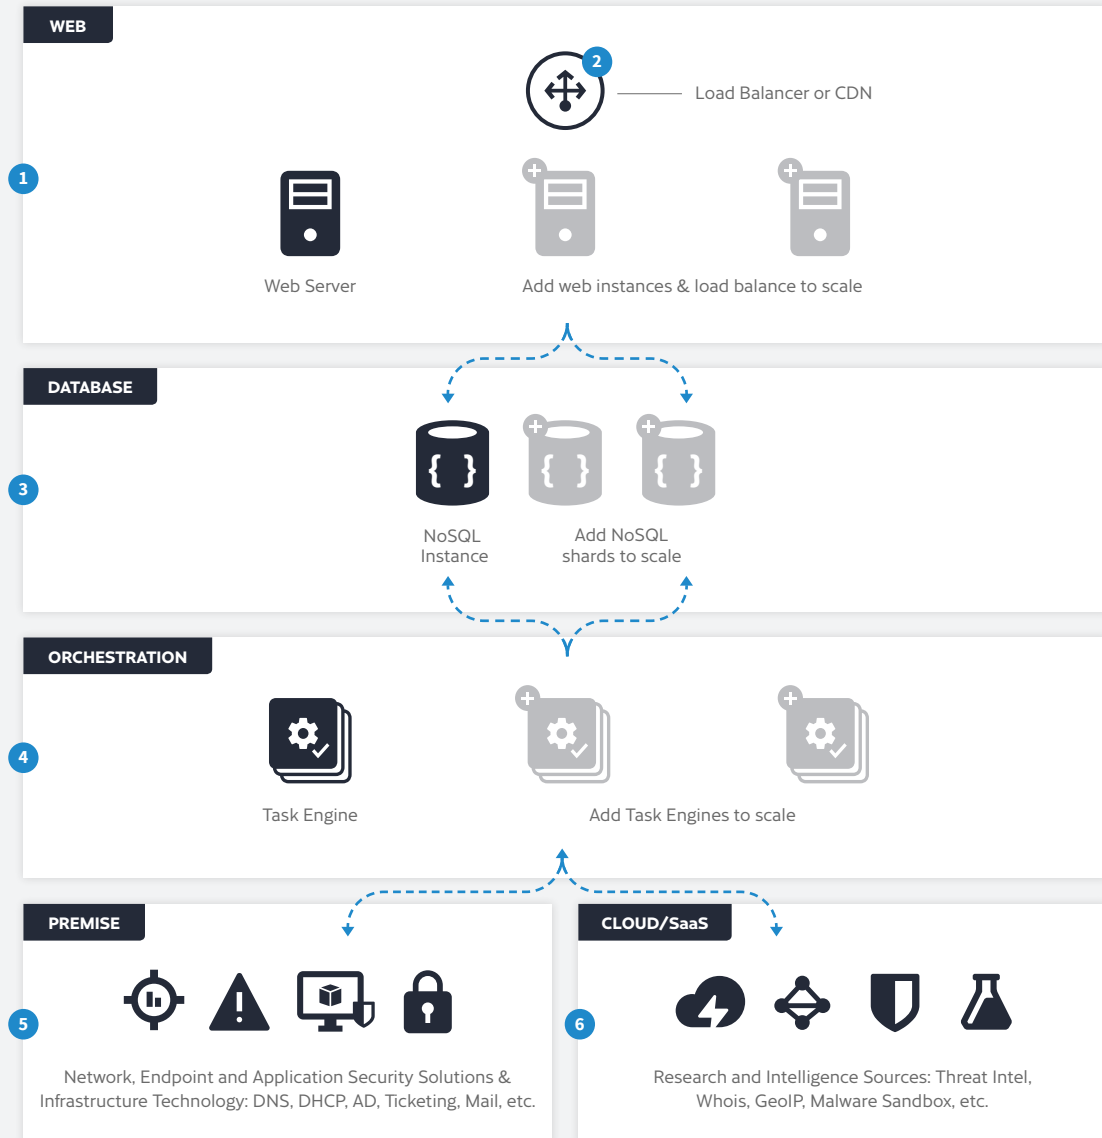 WEB
2
Load Balancer or CDN
1
Web Server
Add web instances & load balance to scale
DATABASE
3
{ }
{ }
{ }
NoSQL
Instance
Add NoSQL
shards to scale
ORCHESTRATION
4
Task Engine
Add Task Engines to scale
PREMISE
5
Network, Endpoint and Application Security Solutions &
Infrastructure Technology: DNS, DHCP, AD, Ticketing, Mail, etc.
CLOUD/SaaS
6
Research and Intelligence Sources: Threat Intel,
Whois, GeoIP, Malware Sandbox, etc.